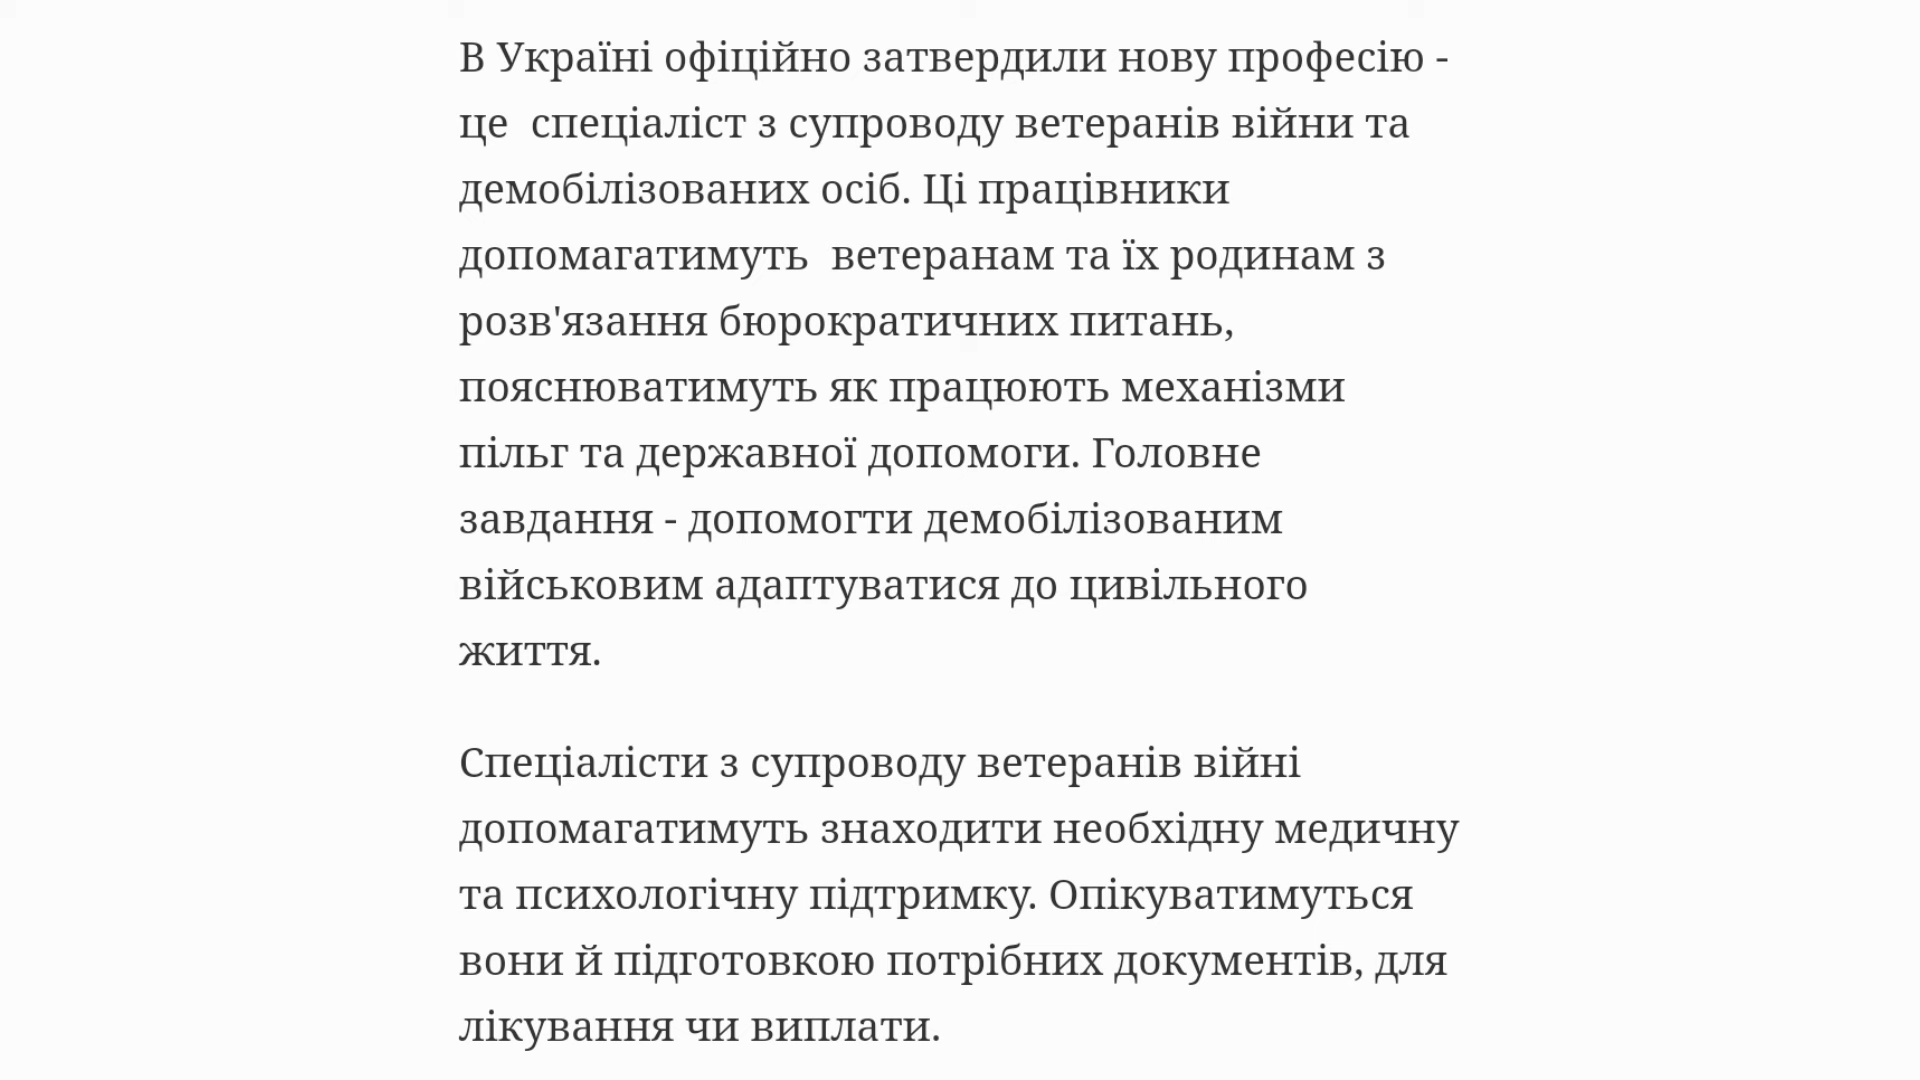 В Україні офіційно затвердили нову професію -
це  спеціаліст з супроводу ветеранів війни та
демобілізованих осіб. Ці працівники
допомагатимуть  ветеранам та їх родинам з
розв'язання бюрократичних питань,
пояснюватимуть як працюють механізми
пільг та державної допомоги. Головне
завдання - допомогти демобілізованим
військовим адаптуватися до цивільного
життя.
Спеціалісти з супроводу ветеранів війні
допомагатимуть знаходити необхідну медичну
та психологічну підтримку. Опікуватимуться
вони й підготовкою потрібних документів, для
лікування чи виплати.